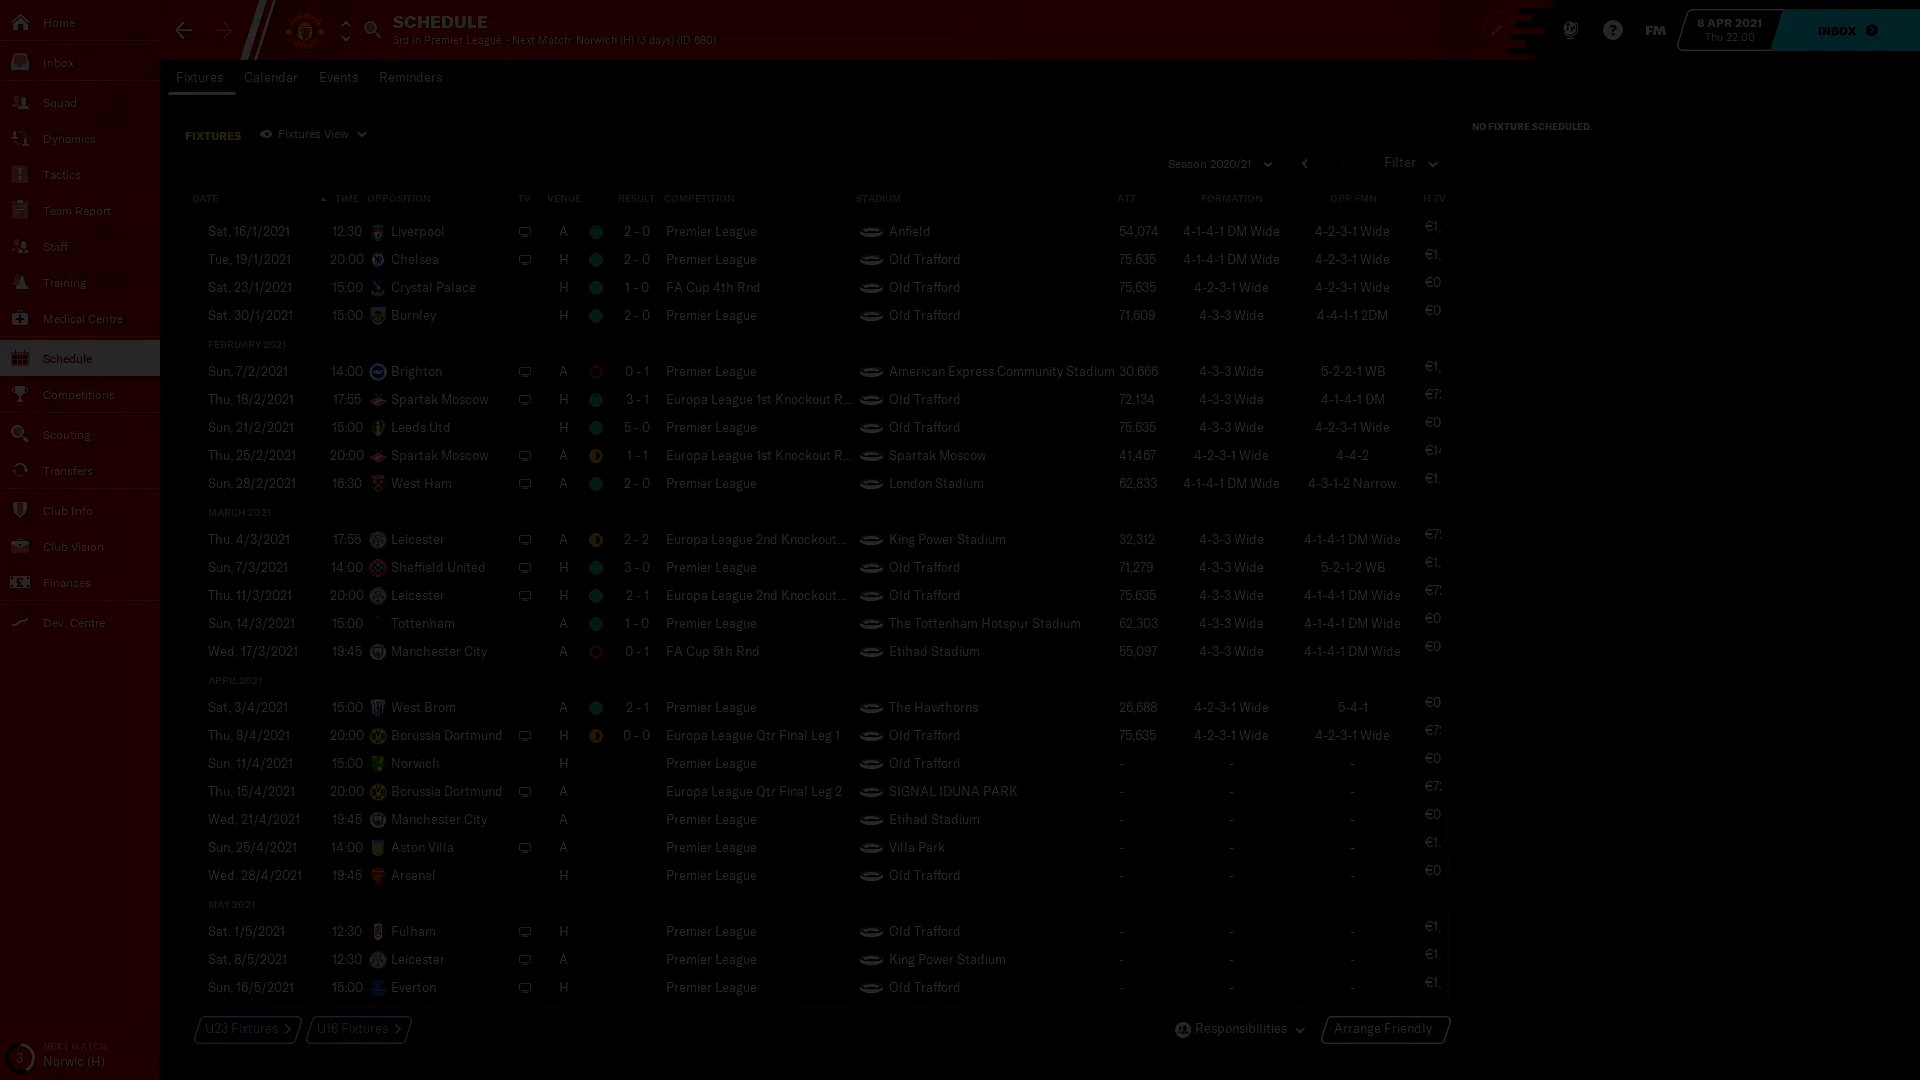 Home
SCHEDULE
3rd in Premier League - Next Match: Norwich (H) (3 days) (ID:680)
FM
8 APR 2021
Thu 22:00
INBOX
Inbox
Squad
Dynamics
Tactics
Team Report
Staff
Training
Medical Centre
Schedule
Competitions
Scouting
Transfers
Club Info
Club Vision
Finances
Dev. Centre
3
NEXT MATCH
Norwic (H)
Fixtures Calendar Events Reminders
FIXTURES Fixtures View
NO FIXTURE SCHEDULED.
Season 2020/21 Filter
DATE TIME OPPOSITION TV VENUE RESULT COMPETITION STADIUM ATT FORMATION OPP FMN H TV
Sat, 16/1/2021 12:30 Liverpool A 2 - 0 Premier League Anfield 54,074 4-1-4-1 DM Wide 4-2-3-1 Wide €1,
Tue, 19/1/2021 20:00 Chelsea H 2 - 0 Premier League Old Trafford 75,635 4-1-4-1 DM Wide 4-2-3-1 Wide €1,
Sat, 23/1/2021 15:00 Crystal Palace H 1 - 0 FA Cup 4th Rnd Old Trafford 75,635 4-2-3-1 Wide 4-2-3-1 Wide €0
Sat, 30/1/2021 15:00 Burnley H 2 - 0 Premier League Old Trafford 71,609 4-3-3 Wide 4-4-1-1 2DM €0
FEBRUARY 2021
Sun, 7/2/2021 14:00 Brighton A 0 - 1 Premier League American Express Community Stadium 30,666 4-3-3 Wide 5-2-2-1 WB €1,
Thu, 18/2/2021 17:55 Spartak Moscow H 3 - 1 Europa League 1st Knockout R... Old Trafford 72,134 4-3-3 Wide 4-1-4-1 DM €7
Sun, 21/2/2021 15:00 Leeds Utd H 5 - 0 Premier League Old Trafford 75,635 4-3-3 Wide 4-2-3-1 Wide €0
Thu, 25/2/2021 20:00 Spartak Moscow A 1 - 1 Europa League 1st Knockout R... Spartak Moscow 41,467 4-2-3-1 Wide 4-4-2 €1
Sun, 28/2/2021 16:30 West Ham A 2 - 0 Premier League London Stadium 62,833 4-1-4-1 DM Wide 4-3-1-2 Narrow €1,
MARCH 2021
Thu, 4/3/2021 17:55 Leicester A 2 - 2 Europa League 2nd Knockout... King Power Stadium 32,312 4-3-3 Wide 4-1-4-1 DM Wide €7
Sun, 7/3/2021 14:00 Sheffield United H 3 - 0 Premier League Old Trafford 71,279 4-3-3 Wide 5-2-1-2 WB €1,
Thu, 11/3/2021 20:00 Leicester H 2 - 1 Europa League 2nd Knockout... Old Trafford 75,635 4-3-3 Wide 4-1-4-1 DM Wide €7
Sun, 14/3/2021 15:00 Tottenham A 1 - 0 Premier League The Tottenham Hotspur Stadium 62,303 4-3-3 Wide 4-1-4-1 DM Wide €0
Wed, 17/3/2021 19:45 Manchester City A 0 - 1 FA Cup 5th Rnd Etihad Stadium 55,097 4-3-3 Wide 4-1-4-1 DM Wide €0
APRIL 2021
Sat, 3/4/2021 15:00 West Brom A 2 - 1 Premier League The Hawthorns 26,688 4-2-3-1 Wide 5-4-1 €0
Thu, 8/4/2021 20:00 Borussia Dortmund H 0 - 0 Europa League Qtr Final Leg 1 Old Trafford 75,635 4-2-3-1 Wide 4-2-3-1 Wide €7
Sun, 11/4/2021 15:00 Norwich H Premier League Old Trafford - - - €0
Thu, 15/4/2021 20:00 Borussia Dortmund A Europa League Qtr Final Leg 2 SIGNAL IDUNA PARK - - - €7
Wed, 21/4/2021 19:45 Manchester City A Premier League Etihad Stadium - - - €0
Sun, 25/4/2021 14:00 Aston Villa A Premier League Villa Park - - - €1,
Wed, 28/4/2021 19:45 Arsenal H Premier League Old Trafford - - - €0
MAY 2021
Sat, 1/5/2021 12:30 Fulham H Premier League Old Trafford - - - €1,
Sat, 8/5/2021 12:30 Leicester A Premier League King Power Stadium - - - €1,
Sun, 16/5/2021 15:00 Everton H Premier League Old Trafford - - - €1,
U23 Fixtures U18 Fixtures Responsibilities Arrange Friendly